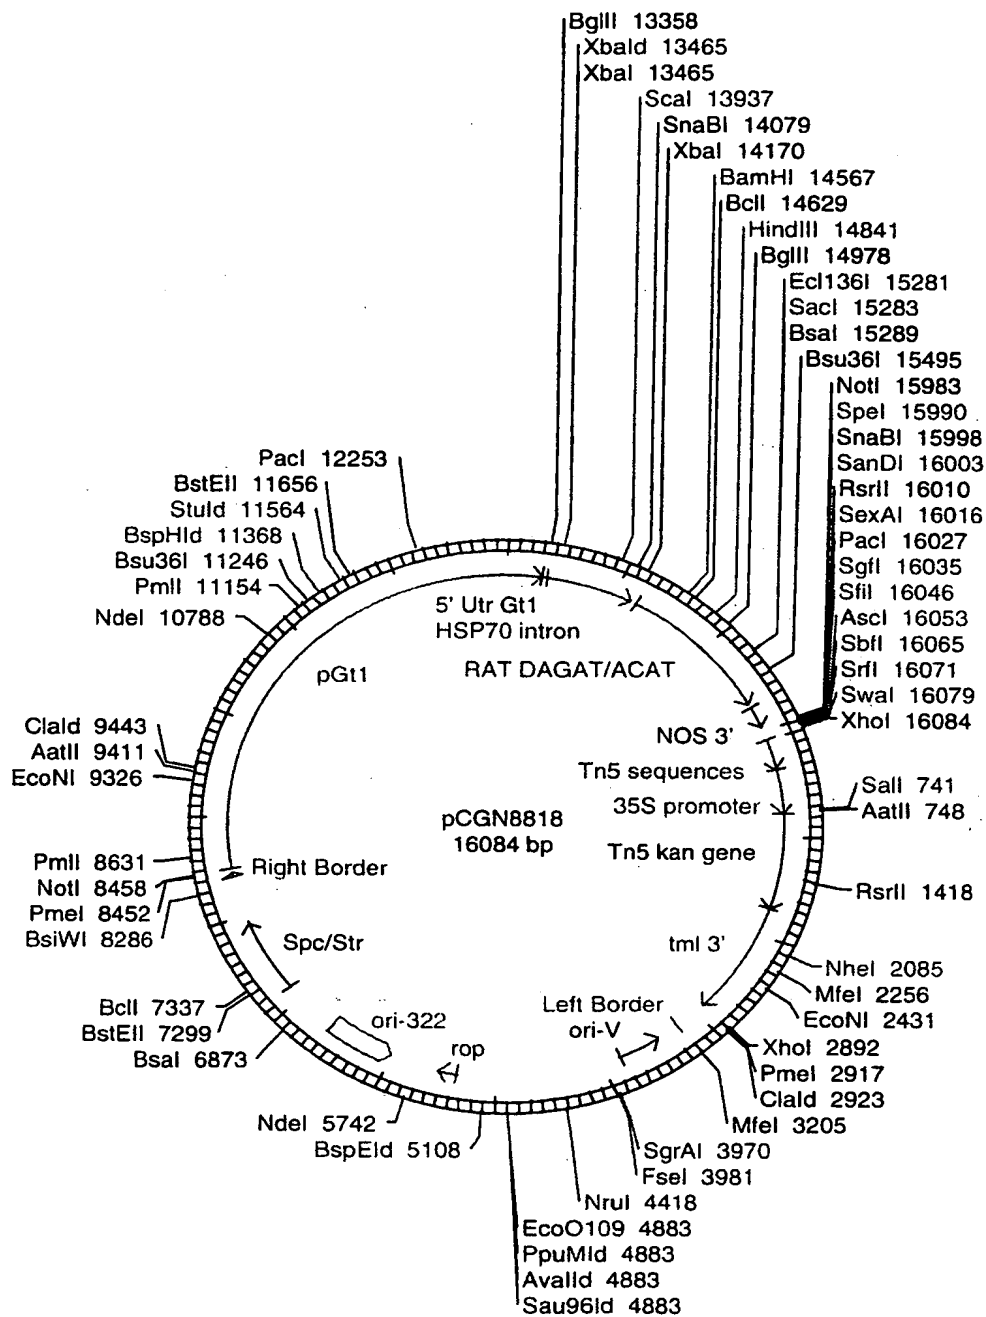 BglII 13358
XbaId 13465
XbaI 13465
ScaI 13937
SnaBI 14079
XbaI 14170
BamHI 14567
BclI 14629
HindIII 14841
BglII 14978
Ecl136I 15281
SacI 15283
BsaI 15289
Bsu36I 15495
NotI 15983
SpeI 15990
SnaBI 15998
SanDI 16003
RsrII 16010
SexAI 16016
PacI 16027
SgfI 16035
SfiI 16046
AscI 16053
SbfI 16065
SrfI 16071
SwaI 16079
XhoI 16084
PacI 12253
BstEII 11656
StuId 11564
BspHId 11368
Bsu36I 11246
PmlI 11154
NdeI 10788
ClaId 9443
AatII 9411
EcoNI 9326
PmlI 8631
NotI 8458
PmeI 8452
BsiWI 8286
BclI 7337
BstEII 7299
BsaI 6873
NdeI 5742
BspEId 5108
5' Utr Gt1
HSP70 intron
pGt1
RAT DAGAT/ACAT
NOS 3'
Tn5 sequences
35S promoter
pCGN8818
16084 bp
Tn5 kan gene
Right Border
Spc/Str
tml 3'
Left Border
ori-V
ori-322
rop
SalI 741
AatII 748
RsrII 1418
NheI 2085
MfeI 2256
EcoNI 2431
XhoI 2892
PmeI 2917
ClaId 2923
MfeI 3205
SgrAI 3970
FseI 3981
NruI 4418
EcoO109 4883
PpuMId 4883
AvaIId 4883
Sau96Id 4883